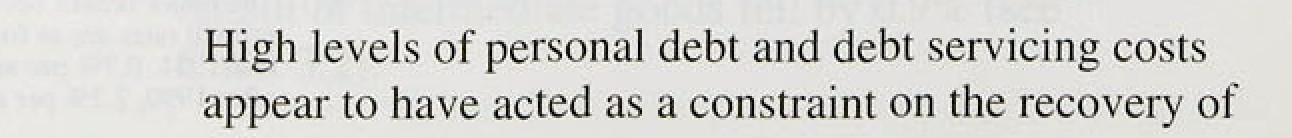 High levels of personal debt and debt servicing costs
appear to have acted as a constraint on the recovery of